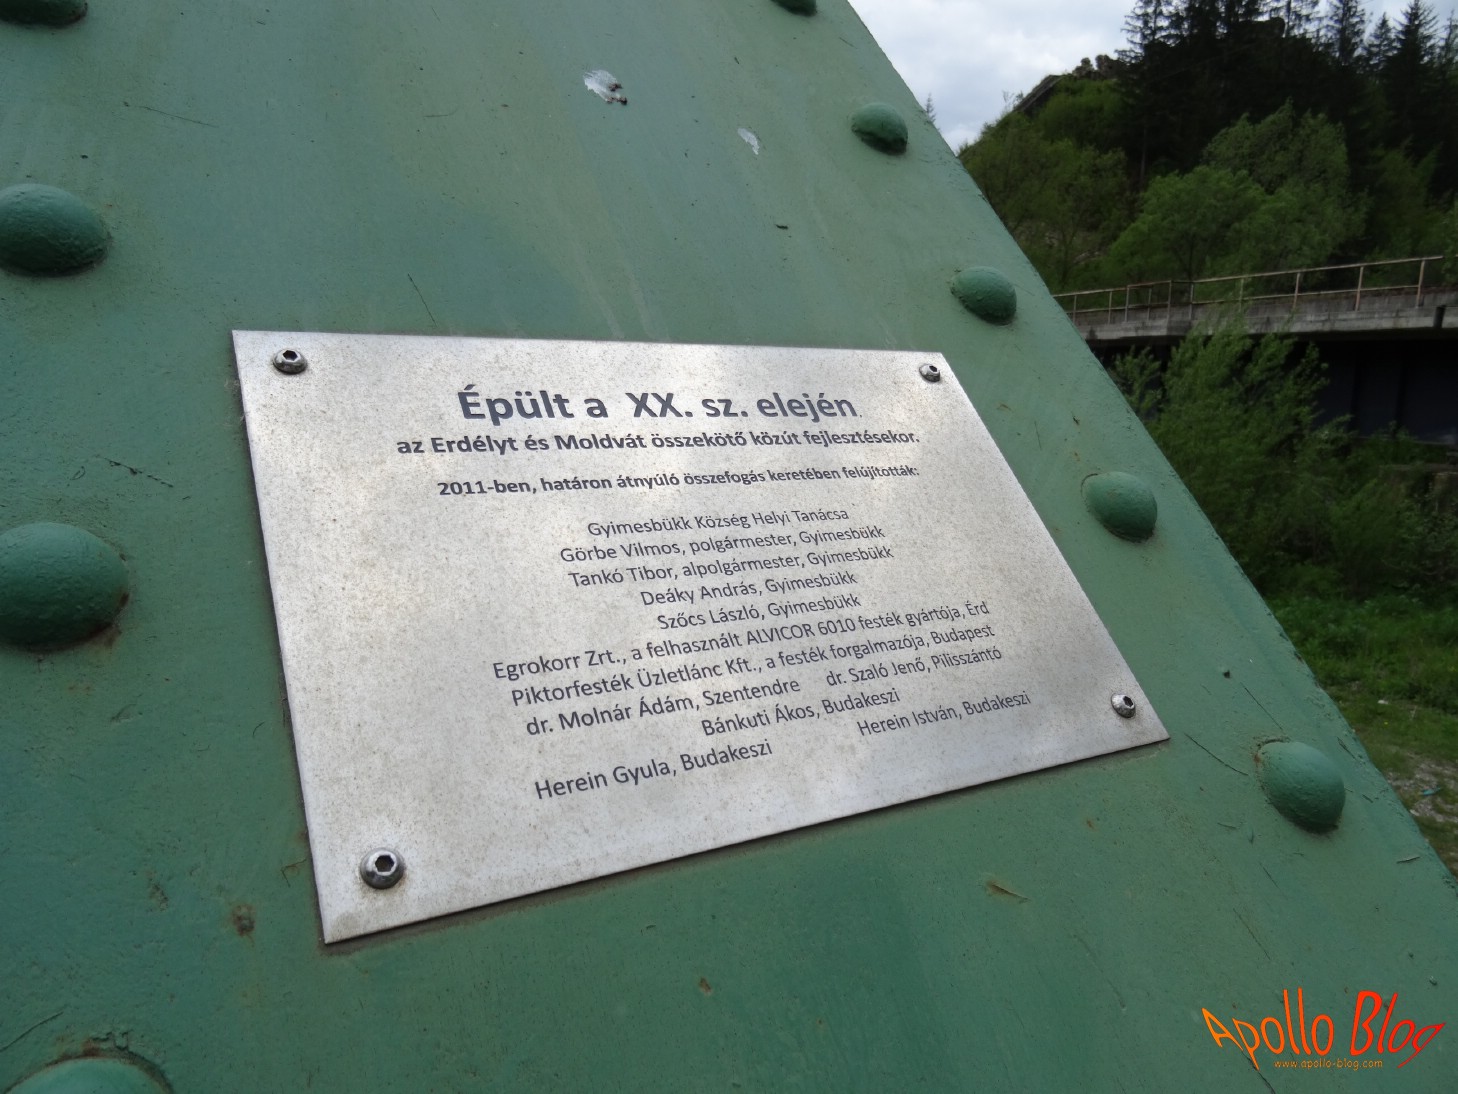 Épült a XX. sz. elején
az Erdélyt és Moldvát összekötő közút fejlesztésekor.
2011-ben, határon átnyúló összefogás keretében felújították:
Gyimesbükk Község Helyi Tanácsa
Görbe Vilmos, polgármester, Gyimesbükk
Tankó Tibor, alpolgármester, Gyimesbükk
Deáky András, Gyimesbükk
Szőcs László, Gyimesbükk
Egrokorr Zrt., a felhasznált ALVICOR 6010 festék gyártója, Érd
Piktorfesték Üzletlánc Kft., a festék forgalmazója, Budapest
dr. Molnár Ádám, Szentendre dr. Szaló Jenő, Pilisszántó
Bánkuti Ákos, Budakeszi
Herein Gyula, Budakeszi Herein István, Budakeszi
Apollo Blog
www.apollo-blog.com